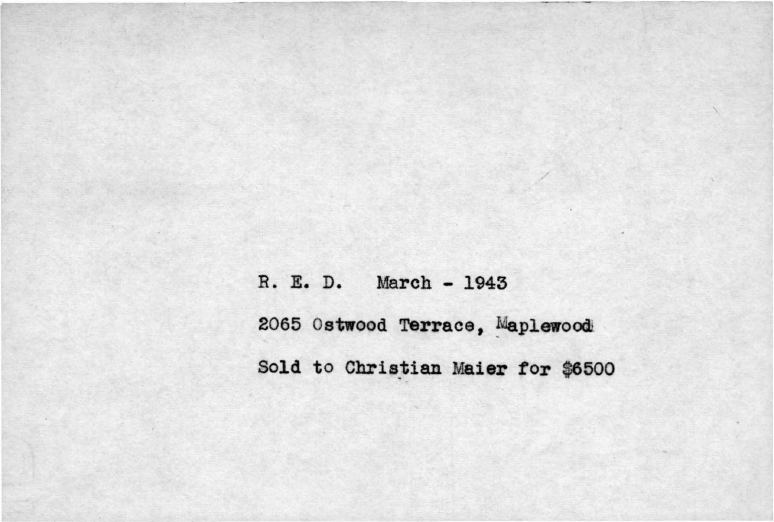 R. E. D. March - 1943
2065 Ostwood Terrace, Maplewood
Sold to Christian Maier for $6500